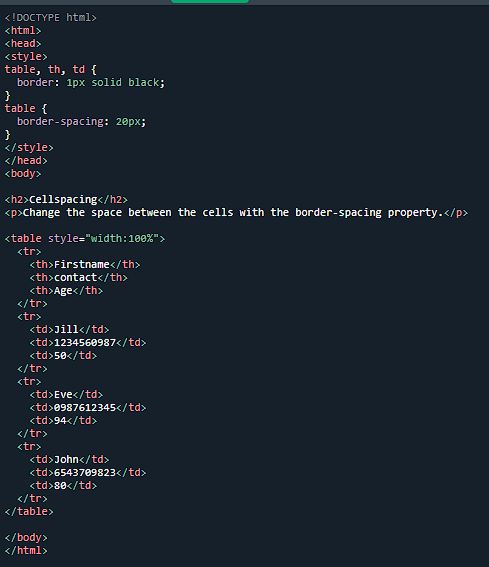 <!DOCTYPE html>
<html>
<head>
<style>
table, th, td {
  border: 1px solid black;
}
table {
  border-spacing: 20px;
}
</style>
</head>
<body>

<h2>Cellspacing</h2>
<p>Change the space between the cells with the border-spacing property.</p>

<table style="width:100%">
  <tr>
    <th>Firstname</th>
    <th>contact</th>
    <th>Age</th>
  </tr>
  <tr>
    <td>Jill</td>
    <td>1234560987</td>
    <td>50</td>
  </tr>
  <tr>
    <td>Eve</td>
    <td>0987612345</td>
    <td>94</td>
  </tr>
  <tr>
    <td>John</td>
    <td>6543709823</td>
    <td>80</td>
  </tr>
</table>

</body>
</html>